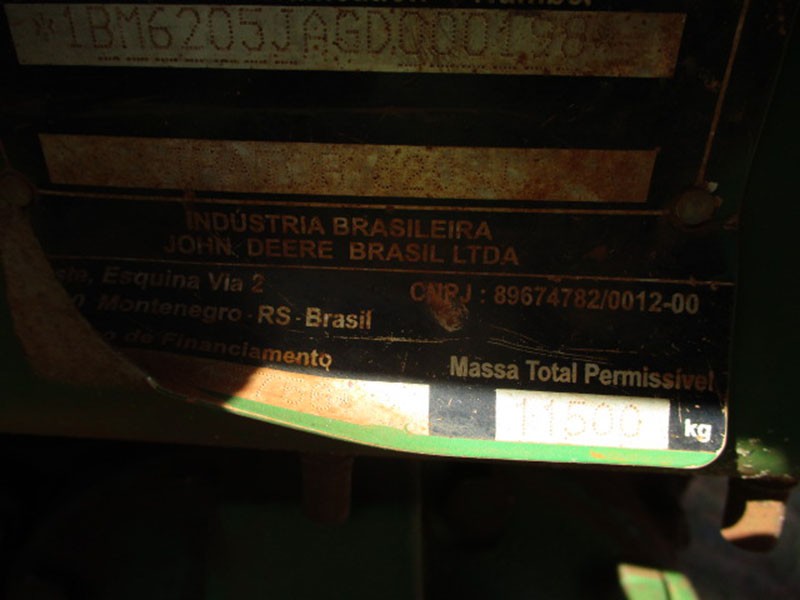 *1BM6205JAGD000198*
INDÚSTRIA BRASILEIRA
JOHN DEERE BRASIL LTDA
Esquina Via 2
CNPJ : 89674782/0012-00
Montenegro - RS - Brasil
de Financiamento
Massa Total Permissível
11500 kg